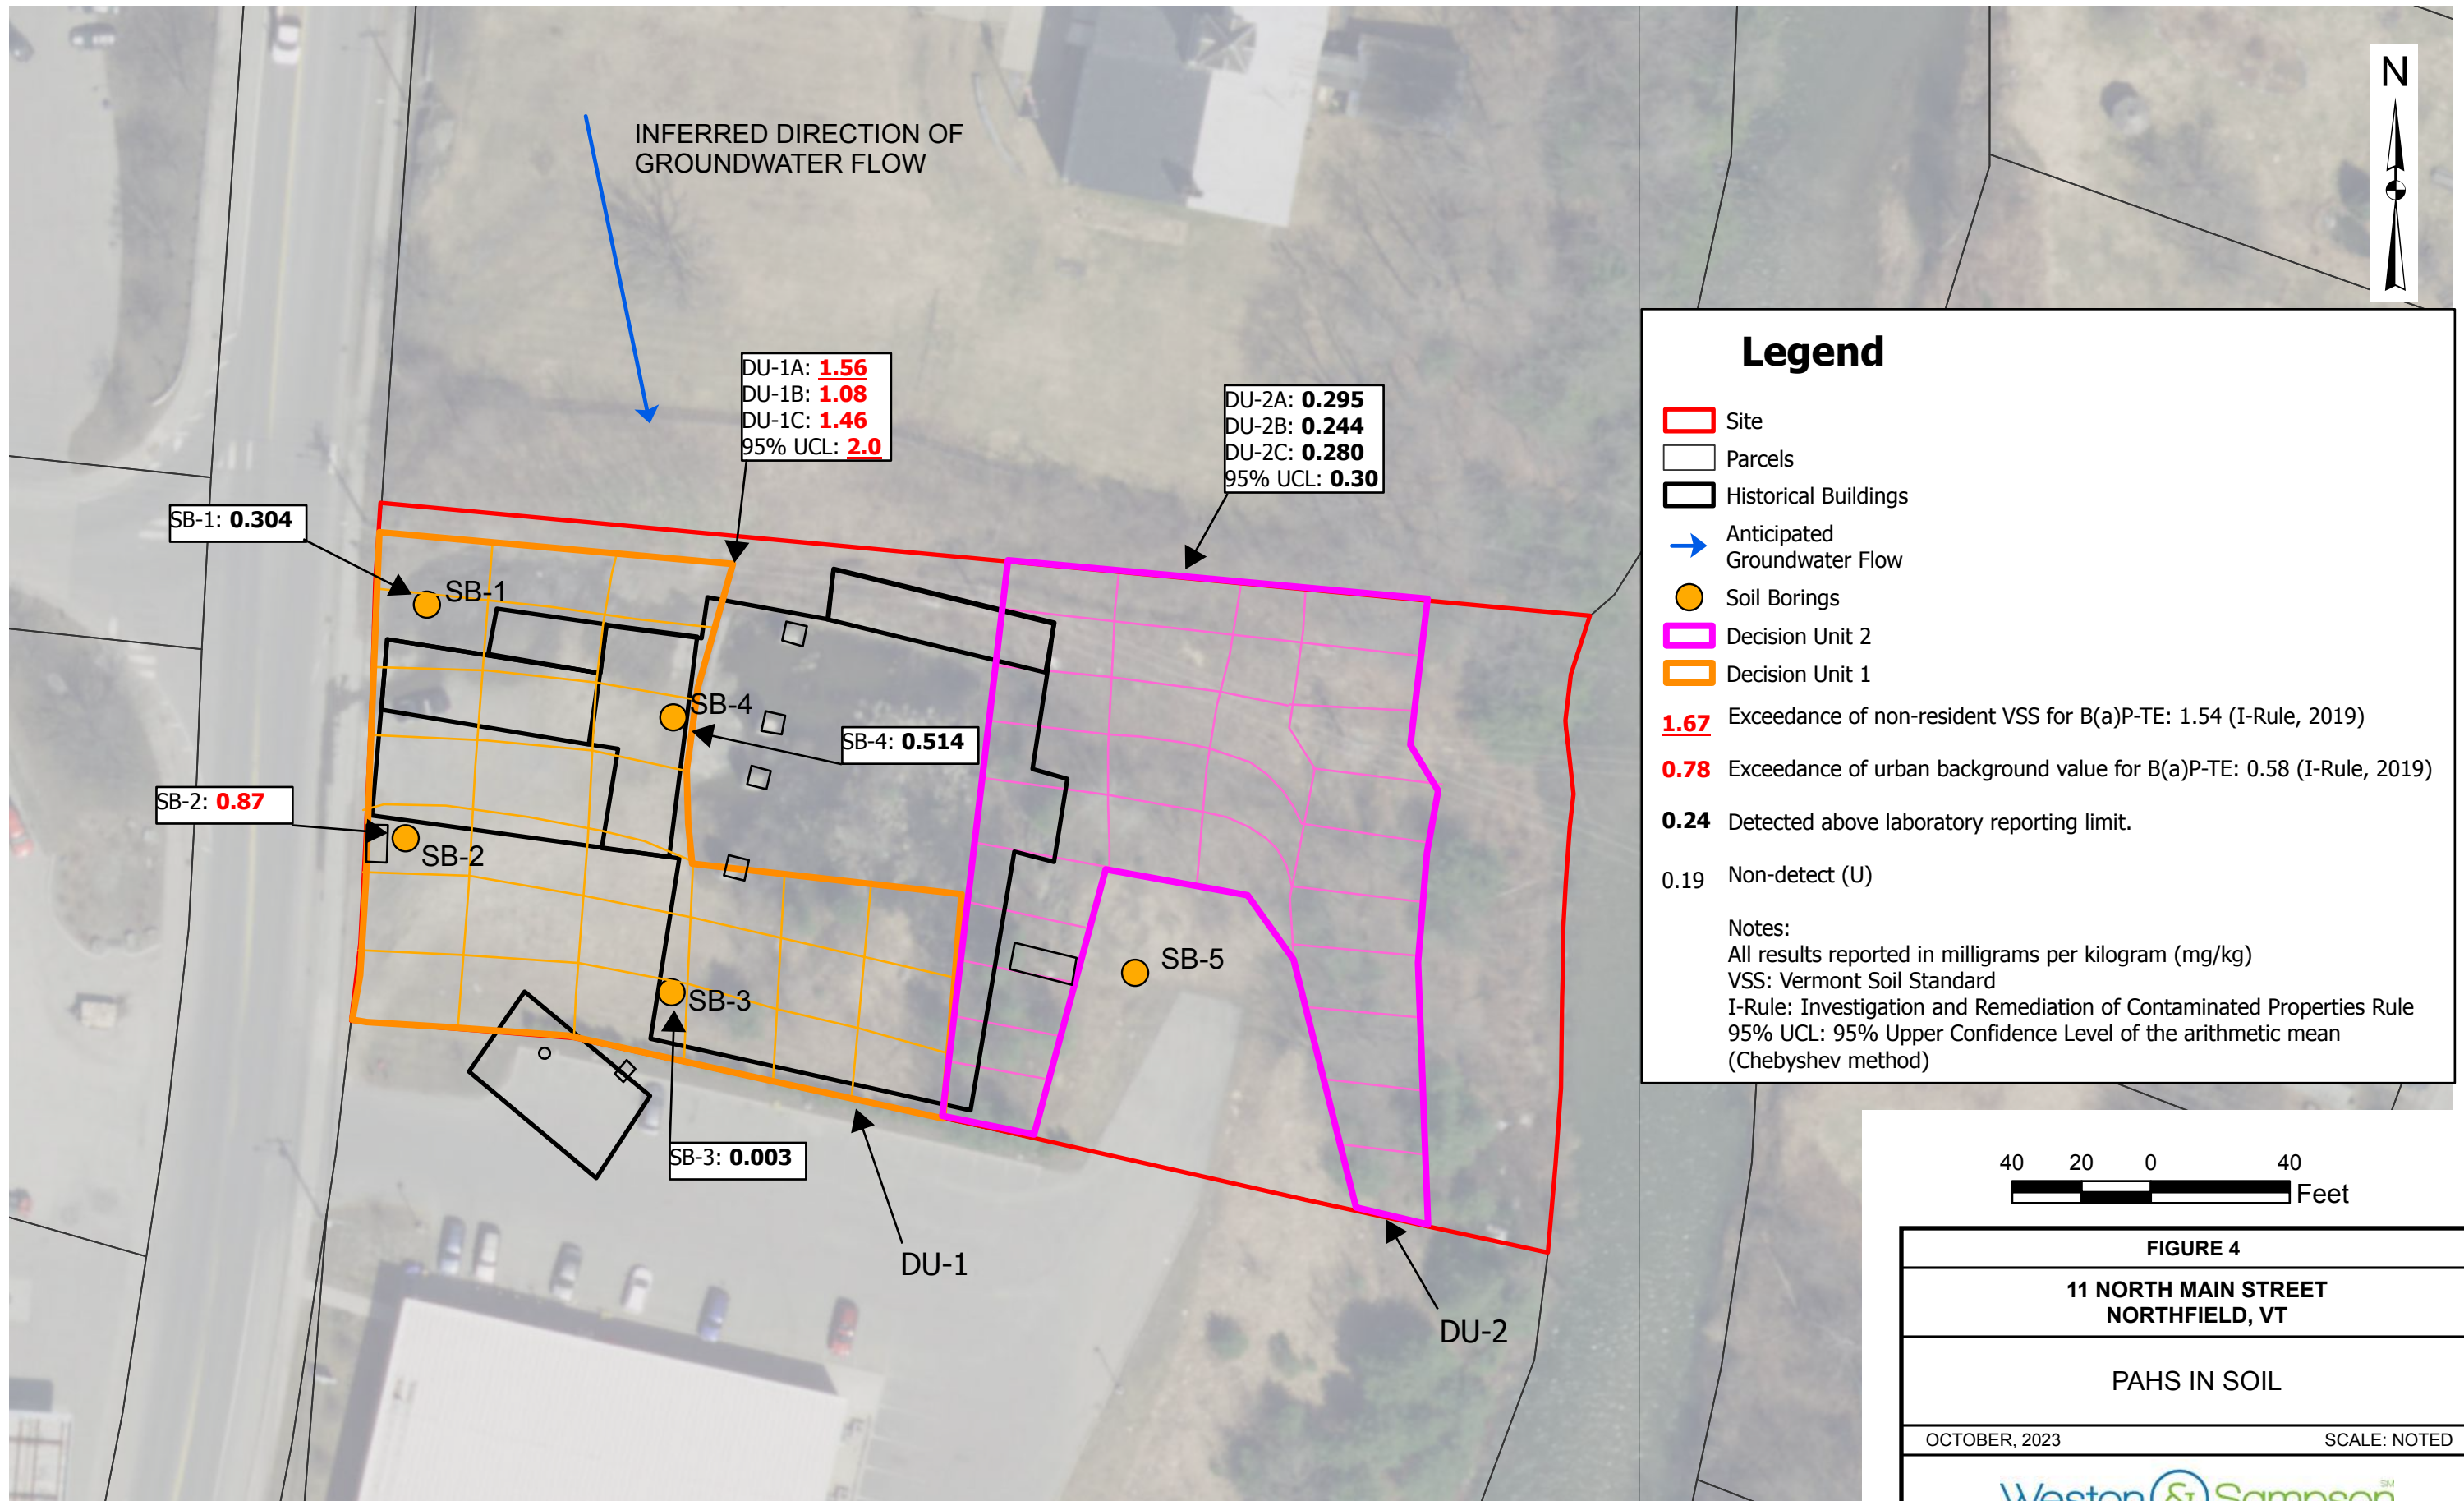 N
INFERRED DIRECTION OF
GROUNDWATER FLOW
DU-1A: 1.56
DU-1B: 1.08
DU-1C: 1.46
95% UCL: 2.0
DU-2A: 0.295
DU-2B: 0.244
DU-2C: 0.280
95% UCL: 0.30
SB-1: 0.304
SB-1
SB-4
SB-4: 0.514
SB-2: 0.87
SB-2
SB-5
SB-3
SB-3: 0.003
DU-1
DU-2
Legend
Site
Parcels
Historical Buildings
Anticipated
Groundwater Flow
Soil Borings
Decision Unit 2
Decision Unit 1
1.67 Exceedance of non-resident VSS for B(a)P-TE: 1.54 (I-Rule, 2019)
0.78 Exceedance of urban background value for B(a)P-TE: 0.58 (I-Rule, 2019)
0.24 Detected above laboratory reporting limit.
0.19 Non-detect (U)
Notes:
All results reported in milligrams per kilogram (mg/kg)
VSS: Vermont Soil Standard
I-Rule: Investigation and Remediation of Contaminated Properties Rule
95% UCL: 95% Upper Confidence Level of the arithmetic mean
(Chebyshev method)
40 20 0 40
Feet
FIGURE 4
11 NORTH MAIN STREET
NORTHFIELD, VT
PAHS IN SOIL
OCTOBER, 2023 SCALE: NOTED
Weston & Sampson SM